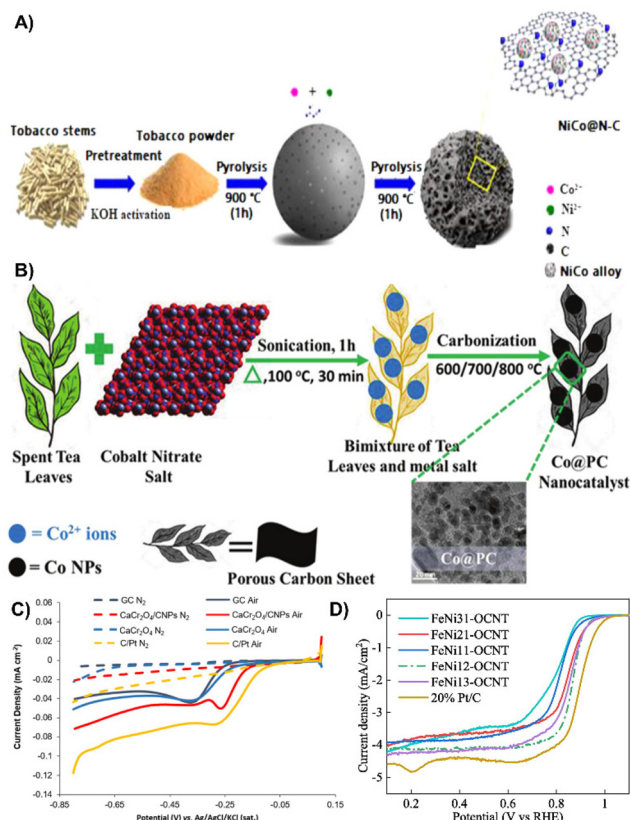 A)
NiCo@N-C
Tobacco stems
Pretreatment
KOH activation
Tobacco powder
Pyrolysis
900 °C
(1h)
+
Pyrolysis
900 °C
(1h)
Co²⁻
Ni²⁻
N
C
NiCo alloy
B)
Sonication, 1h
△,100 °C, 30 min
Carbonization
600/700/800 °C
Spent Tea
Leaves
Cobalt Nitrate
Salt
Bimixture of Tea
Leaves and metal salt
Co@PC
Nanocatalyst
= Co²⁺ ions
= Co NPs
=
Porous Carbon Sheet
Co@PC
C)
GC N₂
GC Air
CaCr₂O₄/CNPs N₂
CaCr₂O₄/CNPs Air
CaCr₂O₄ N₂
CaCr₂O₄ Air
C/Pt N₂
C/Pt Air
Current Density (mA cm⁻²)
0.06
0.04
0.02
0
-0.02
-0.04
-0.06
-0.08
-0.1
-0.12
-0.14
-0.85
-0.65
-0.45
-0.25
-0.05
0.15
Potential (V) vs. Ag/AgCl/KCl (sat.)
D)
FeNi31-OCNT
FeNi21-OCNT
FeNi11-OCNT
FeNi12-OCNT
FeNi13-OCNT
20% Pt/C
Current density (mA/cm²)
0
-1
-2
-3
-4
-5
0.2
0.4
0.6
0.8
1
Potential (V vs RHE)